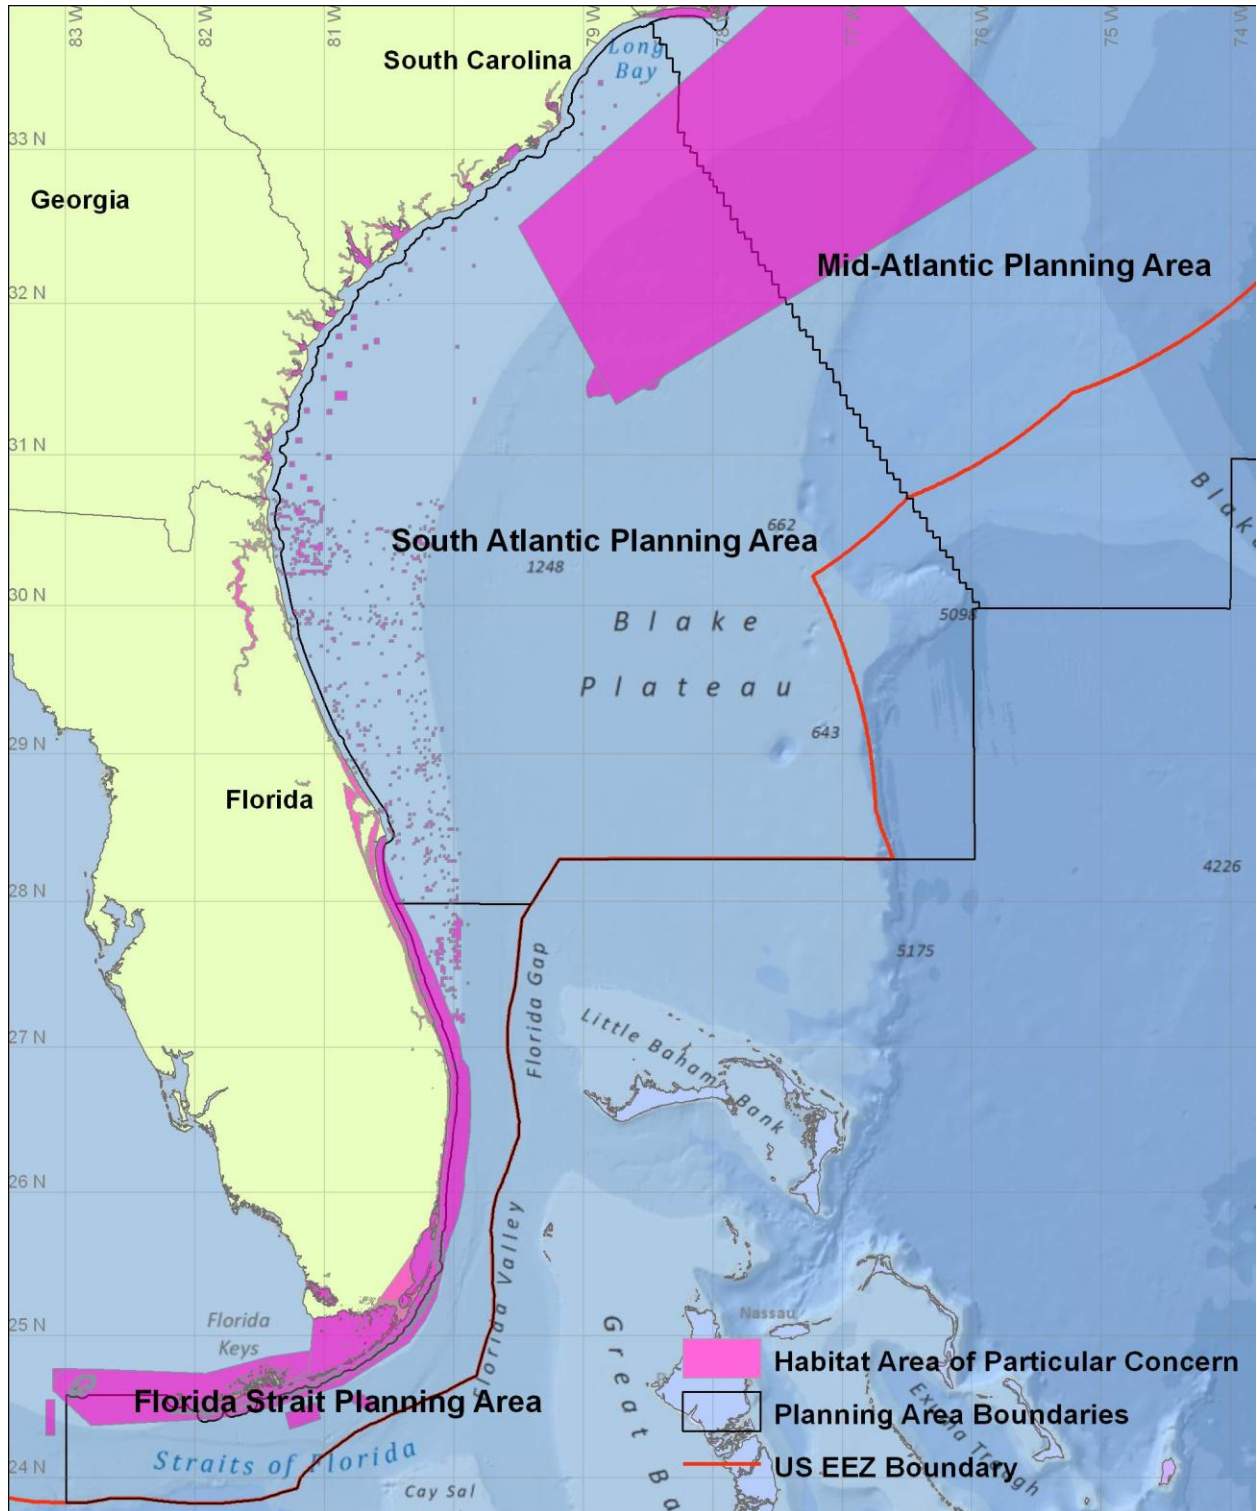 83 W
82 W
81 W
79 W
78 W
77 W
76 W
75 W
74 W
South Carolina
Long
Bay
33 N
Georgia
Mid-Atlantic Planning Area
32 N
31 N
Blake
662
South Atlantic Planning Area
1248
30 N
5098
Blake
Plateau
29 N
643
Florida
28 N
4226
5175
Florida Gap
27 N
Little Bahama Bank
26 N
Florida Valley
25 N
Florida
Keys
Nassau
Great Ba
Habitat Area of Particular Concern
Florida Strait Planning Area
Planning Area Boundaries
Exuma Trough
Straits of Florida
US EEZ Boundary
24 N
Cay Sal